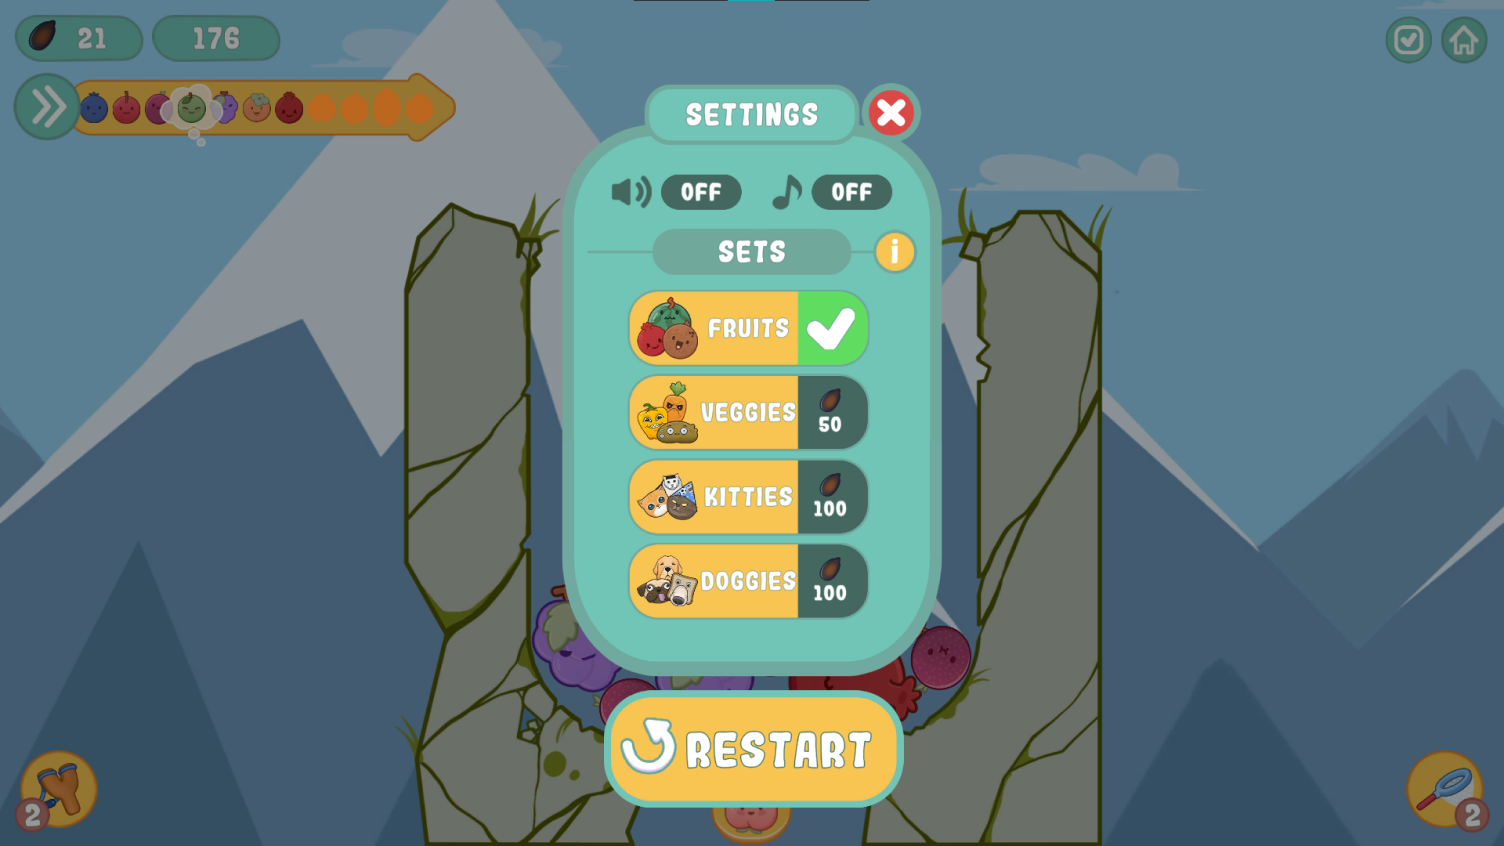 21
176
SETTINGS
OFF
OFF
SETS
i
FRUITS
VEGGIES
50
KITTIES
100
DOGGIES
100
RESTART
2
2